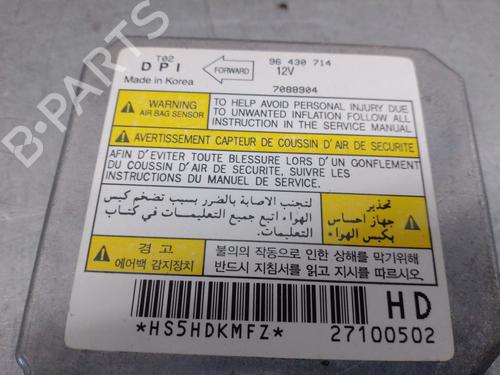 T02
DPI
Made in Korea
FORWARD
96 430 714
12V
7088904
WARNING
AIR BAG SENSOR
TO HELP AVOID PERSONAL INJURY DUE
TO UNWANTED INFLATION FOLLOW ALL
INSTRUCTION IN THE SERVICE MANUAL
AVERTISSEMENT CAPTEUR DE COUSSIN D'AIR DE SECURITE
AFIN D'EVITER TOUTE BLESSURE LORS D'UN GONFLEMENT
DU COUSSIN D'AIR DE SECURITE, SUIVRE LES
INSTRUCTIONS DU MANUEL DE SERVICE.
تحذير
جهاز احساس
بكيس الهواء
لتجنب الاصابة بالضرر بسبب تضخم كيس
الهواء اتبع جميع التعليمات في كتاب
التعليمات.
경 고
에어백 감지장치
불의의 작동으로 인한 상해를 막기위해
반드시 지침서를 읽고 지시를 따르시오.
*HS5HDKMFZ*
HD
27100502
B-PARTS